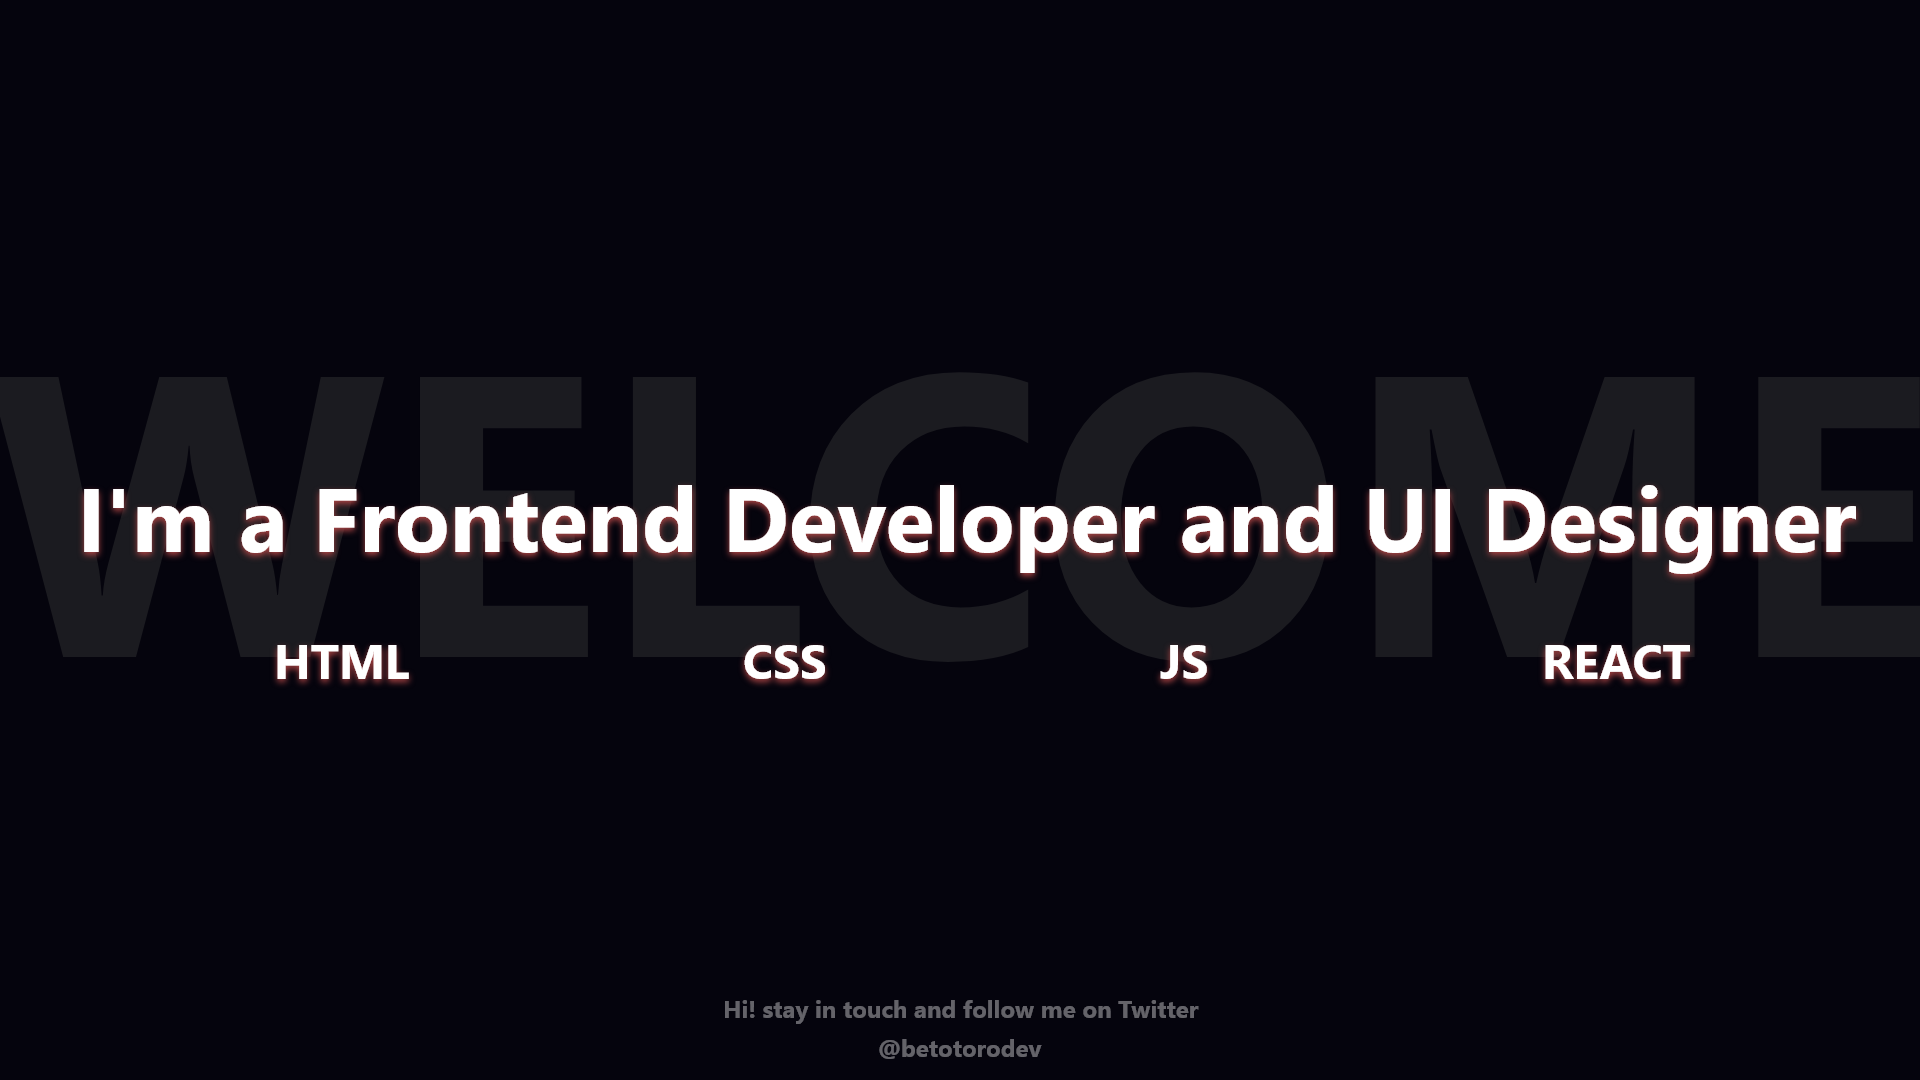 WELCOME
I'm a Frontend Developer and UI Designer
HTML CSS JS REACT
Hi! stay in touch and follow me on Twitter
@betotorodev